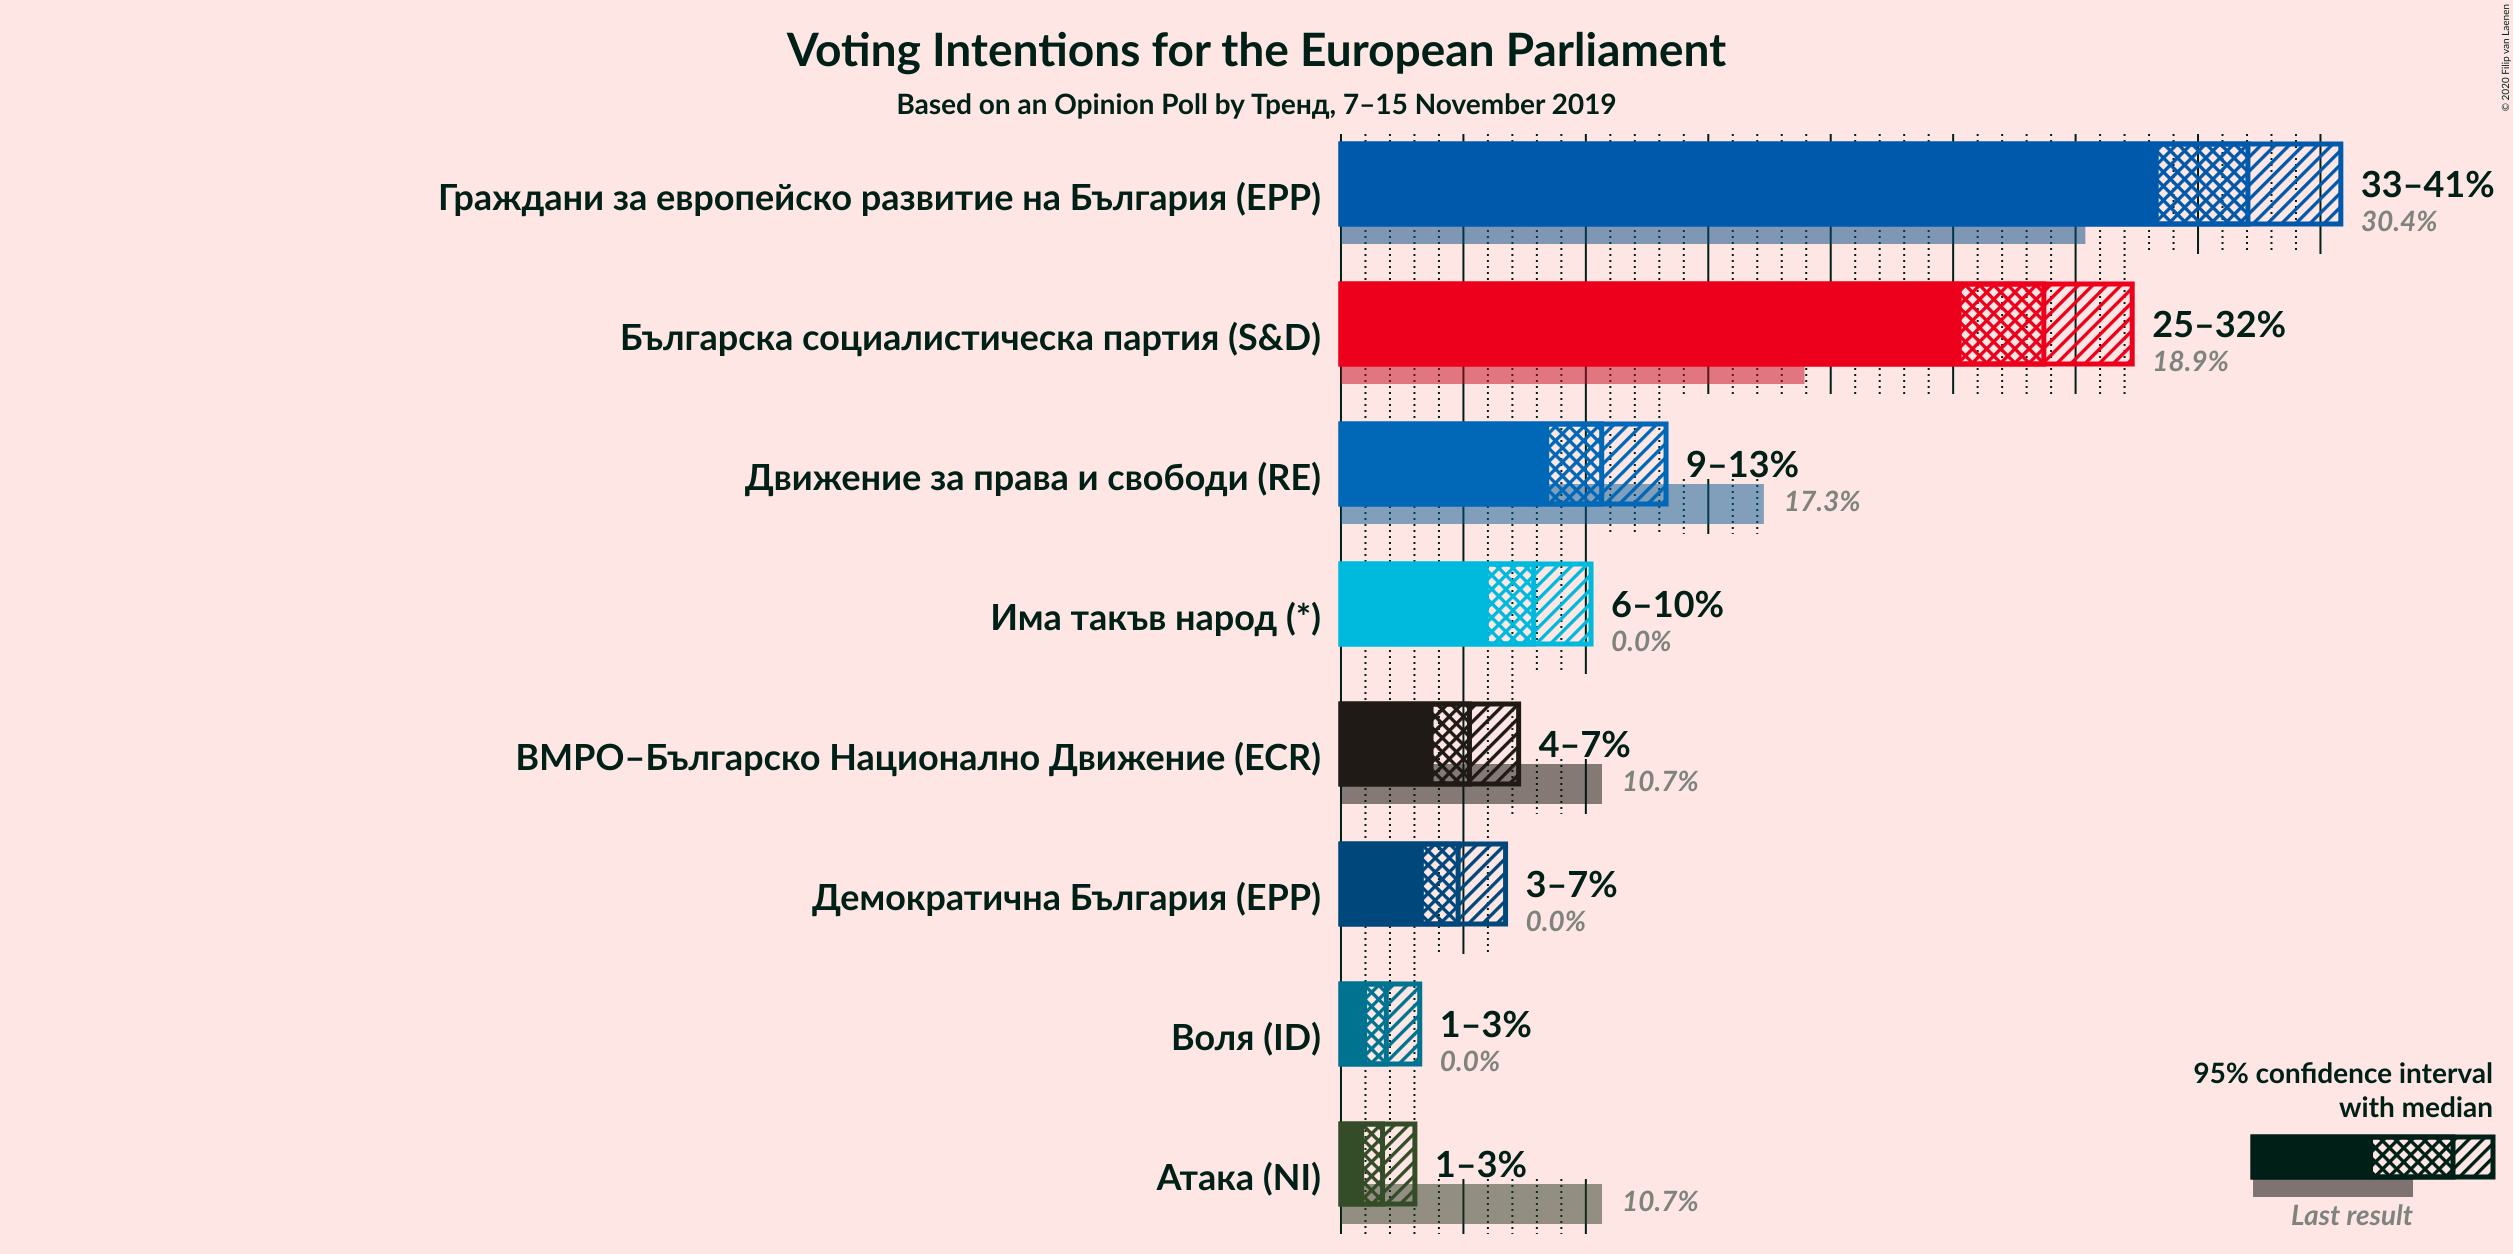 Voting Intentions for the European Parliament
Based on an Opinion Poll by Тренд, 7–15 November 2019
© 2020 Filip van Laenen
Граждани за европейско развитие на България (EPP)
33–41%
30.4%
Българска социалистическа партия (S&D)
25–32%
18.9%
Движение за права и свободи (RE)
9–13%
17.3%
Има такъв народ (*)
6–10%
0.0%
ВМРО–Българско Национално Движение (ECR)
4–7%
10.7%
Демократична България (EPP)
3–7%
0.0%
Воля (ID)
1–3%
0.0%
Атака (NI)
1–3%
10.7%
95% confidence interval
with median
Last result